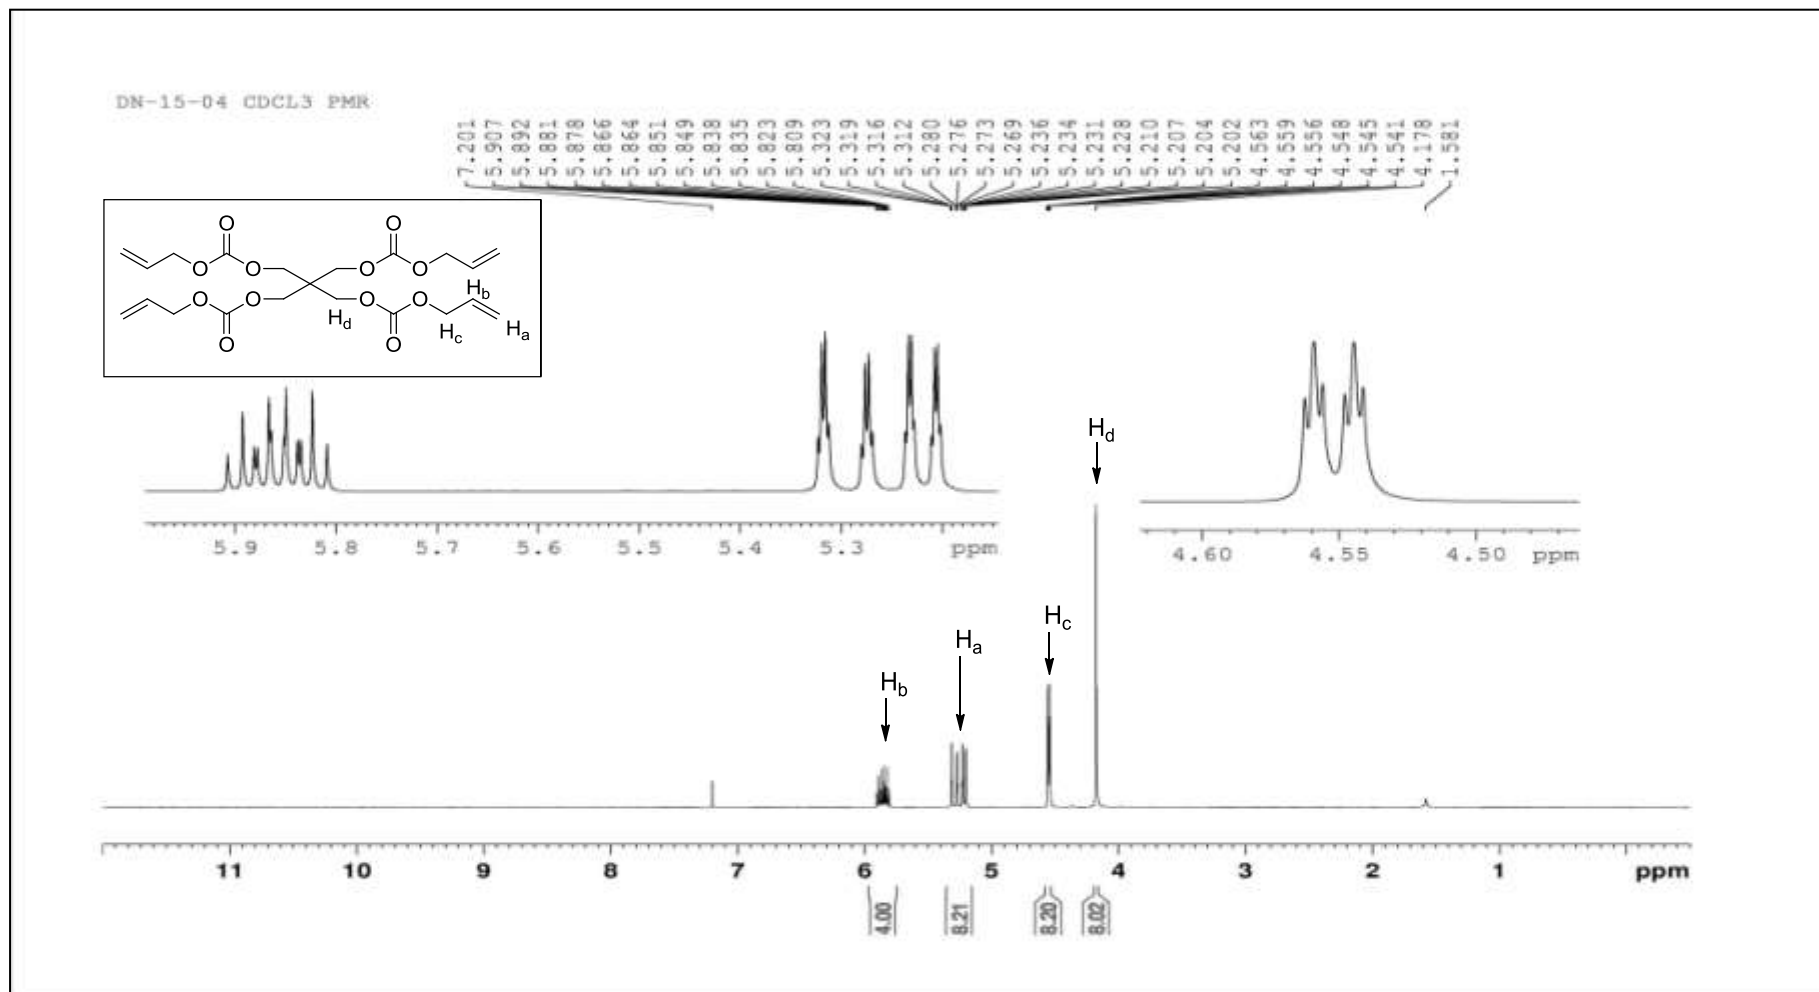 DN-15-04 CDCL3 PMR
7.201
5.907
5.892
5.881
5.878
5.866
5.864
5.851
5.849
5.838
5.835
5.823
5.809
5.323
5.319
5.316
5.312
5.280
5.276
5.273
5.269
5.236
5.234
5.231
5.228
5.210
5.207
5.204
5.202
4.563
4.559
4.556
4.548
4.545
4.541
4.178
1.581
O O
O O O O
Hb
O O O O
Hd Hc Ha
O O
5.9 5.8 5.7 5.6 5.5 5.4 5.3 ppm
4.60 4.55 4.50 ppm
Hd
Hc
Ha
Hb
11 10 9 8 7 6 5 4 3 2 1 ppm
4.00 8.21 8.20 8.02